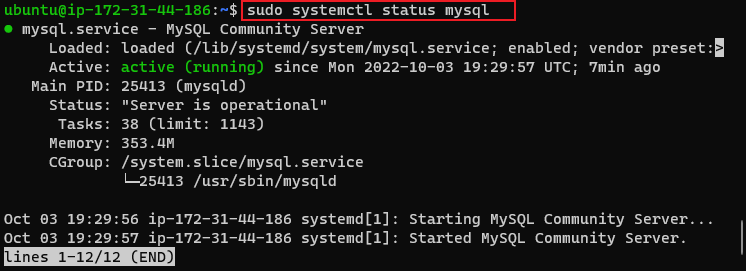 ubuntu@ip-172-31-44-186:~$ sudo systemctl status mysql
● mysql.service - MySQL Community Server
     Loaded: loaded (/lib/systemd/system/mysql.service; enabled; vendor preset:>
     Active: active (running) since Mon 2022-10-03 19:29:57 UTC; 7min ago
   Main PID: 25413 (mysqld)
     Status: "Server is operational"
      Tasks: 38 (limit: 1143)
     Memory: 353.4M
     CGroup: /system.slice/mysql.service
             └─25413 /usr/sbin/mysqld

Oct 03 19:29:56 ip-172-31-44-186 systemd[1]: Starting MySQL Community Server...
Oct 03 19:29:57 ip-172-31-44-186 systemd[1]: Started MySQL Community Server.
lines 1-12/12 (END)